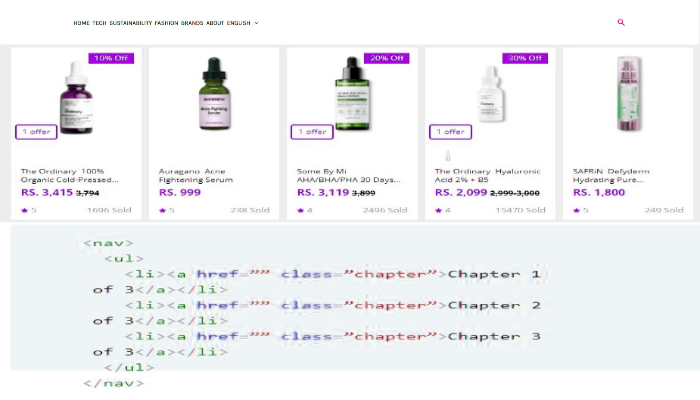 HOME TECH SUSTAINABILITY FASHION BRANDS ABOUT ENGLISH
10% Off
20% Off
30% Off
1 offer
1 offer
1 offer
The Ordinary 100%
Organic Cold-Pressed...
Auragano Acne
Fightening Serum
Some By Mi
AHA/BHA/PHA 30 Days...
The Ordinary Hyaluronic
Acid 2% + B5
SAFRiN Defyderm
Hydrating Pure...
RS. 3,415 3,794
RS. 999
RS. 3,119 3,899
RS. 2,099 2,999-3,000
RS. 1,800
5 1696 Sold
5 238 Sold
4 2496 Sold
4 15470 Sold
5 249 Sold
<nav>
<ul>
<li><a href="” class=”chapter”>Chapter 1
of 3</a></li>
<li><a href=”” class=”chapter”>Chapter 2
of 3</a></li>
<li><a href=”” class=”chapter”>Chapter 3
of 3</a></li>
</ul>
</nav>